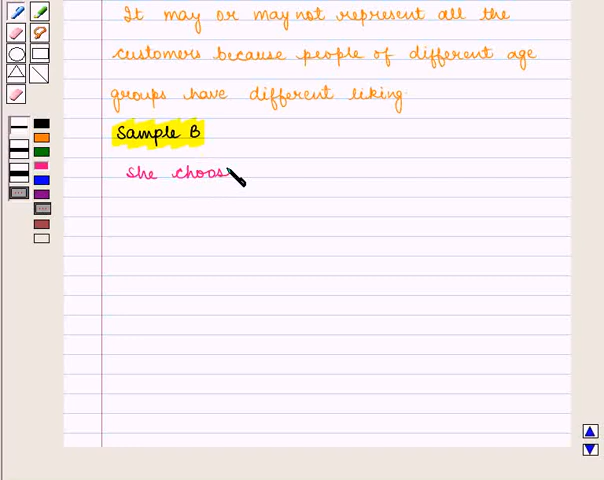 It may or may not represent all the
customers because people of different age
groups have different liking.
Sample B
She choos